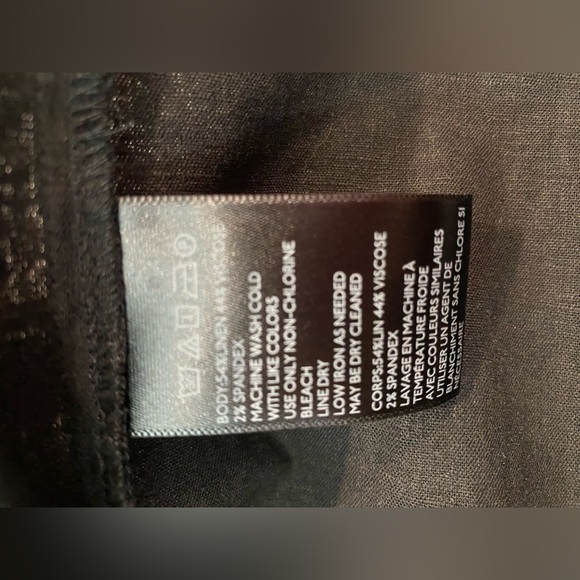 BODY:54%LINEN 44% VISCOSE
2% SPANDEX
MACHINE WASH COLD
WITH LIKE COLORS
USE ONLY NON-CHLORINE
BLEACH
LINE DRY
LOW IRON AS NEEDED
MAY BE DRY CLEANED
CORPS:54%LIN 44% VISCOSE
2% SPANDEX
LAVAGE EN MACHINE À
TEMPÉRATURE FROIDE
AVEC COULEURS SIMILAIRES
UTILISER UN AGENT DE
BLANCHIMENT SANS CHLORE SI
NÉCESSAIRE